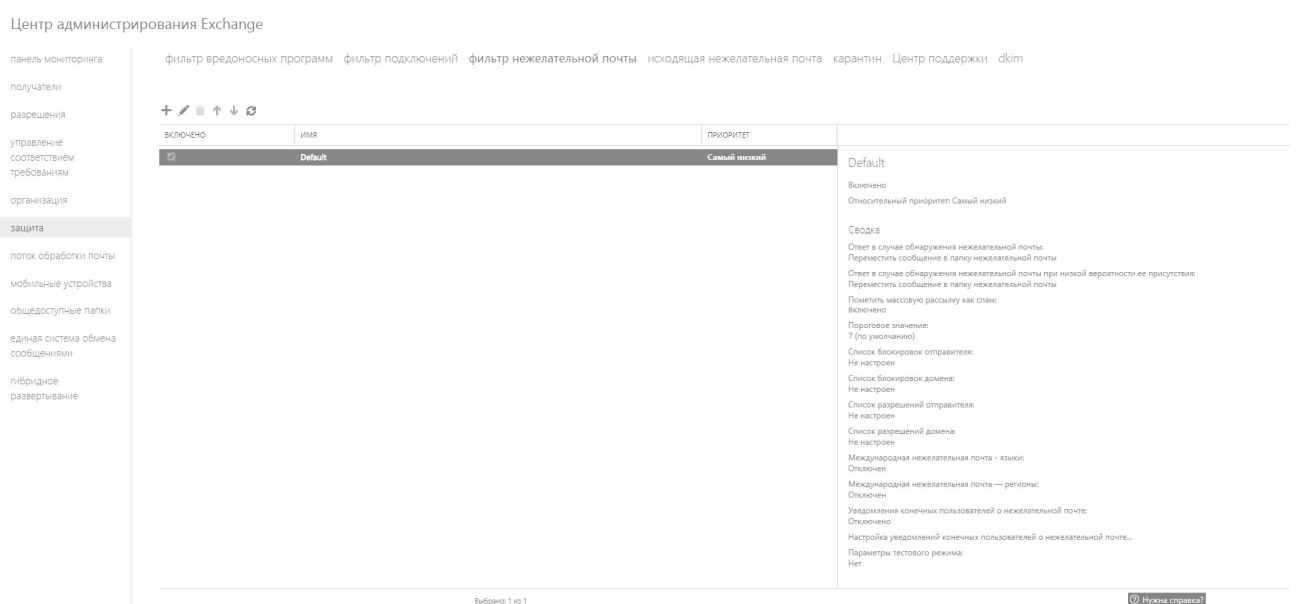 Центр администрирования Exchange
панель мониторинга
получатели
разрешения
управление
соответствием
требованиям
организация
защита
поток обработки почты
мобильные устройства
общедоступные папки
единая система обмена
сообщениями
гибридное
развертывание
фильтр вредоносных программ фильтр подключений фильтр нежелательной почты исходящая нежелательная почта карантин Центр поддержки dkim
ВКЛЮЧЕНО ИМЯ ПРИОРИТЕТ
Default Самый низкий
Default
Включено
Относительный приоритет: Самый низкий
Сводка
Ответ в случае обнаружения нежелательной почты:
Переместить сообщение в папку нежелательной почты
Ответ в случае обнаружения нежелательной почты при низкой вероятности ее присутствия:
Переместить сообщение в папку нежелательной почты
Пометить массовую рассылку как спам:
Включено
Пороговое значение:
7 (по умолчанию)
Список блокировок отправителя:
Не настроен
Список блокировок домена:
Не настроен
Список разрешений отправителя:
Не настроен
Список разрешений домена:
Не настроен
Международная нежелательная почта - языки:
Отключен
Международная нежелательная почта — регионы:
Отключен
Уведомления конечных пользователей о нежелательной почте:
Отключено
Настройка уведомлений конечных пользователей о нежелательной почте...
Параметры тестового режима:
Нет
Выбрано: 1 из 1
Нужна справка?